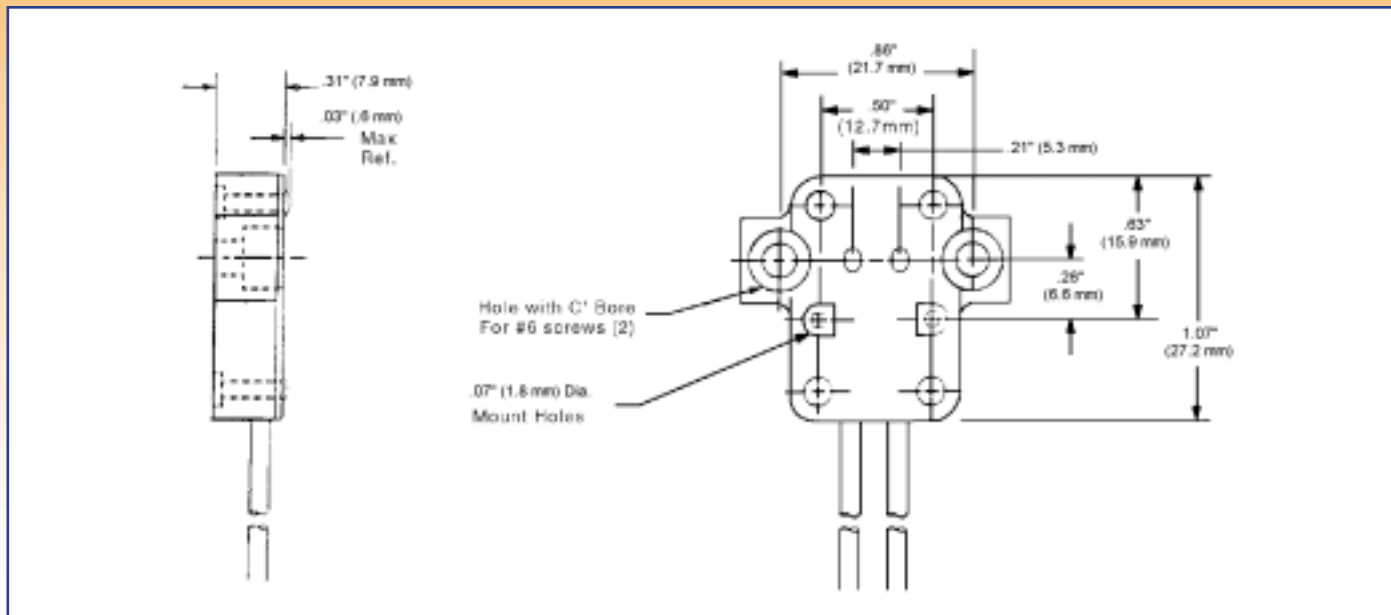 .31" (7.9 mm)
.03" (.6 mm)
Max
Ref.
.86"
(21.7 mm)
.50"
(12.7mm)
.21" (5.3 mm)
.63"
(15.9 mm)
.26"
(6.6 mm)
1.07"
(27.2 mm)
Hole with C' Bore
For #6 screws (2)
.07" (1.8 mm) Dia.
Mount Holes